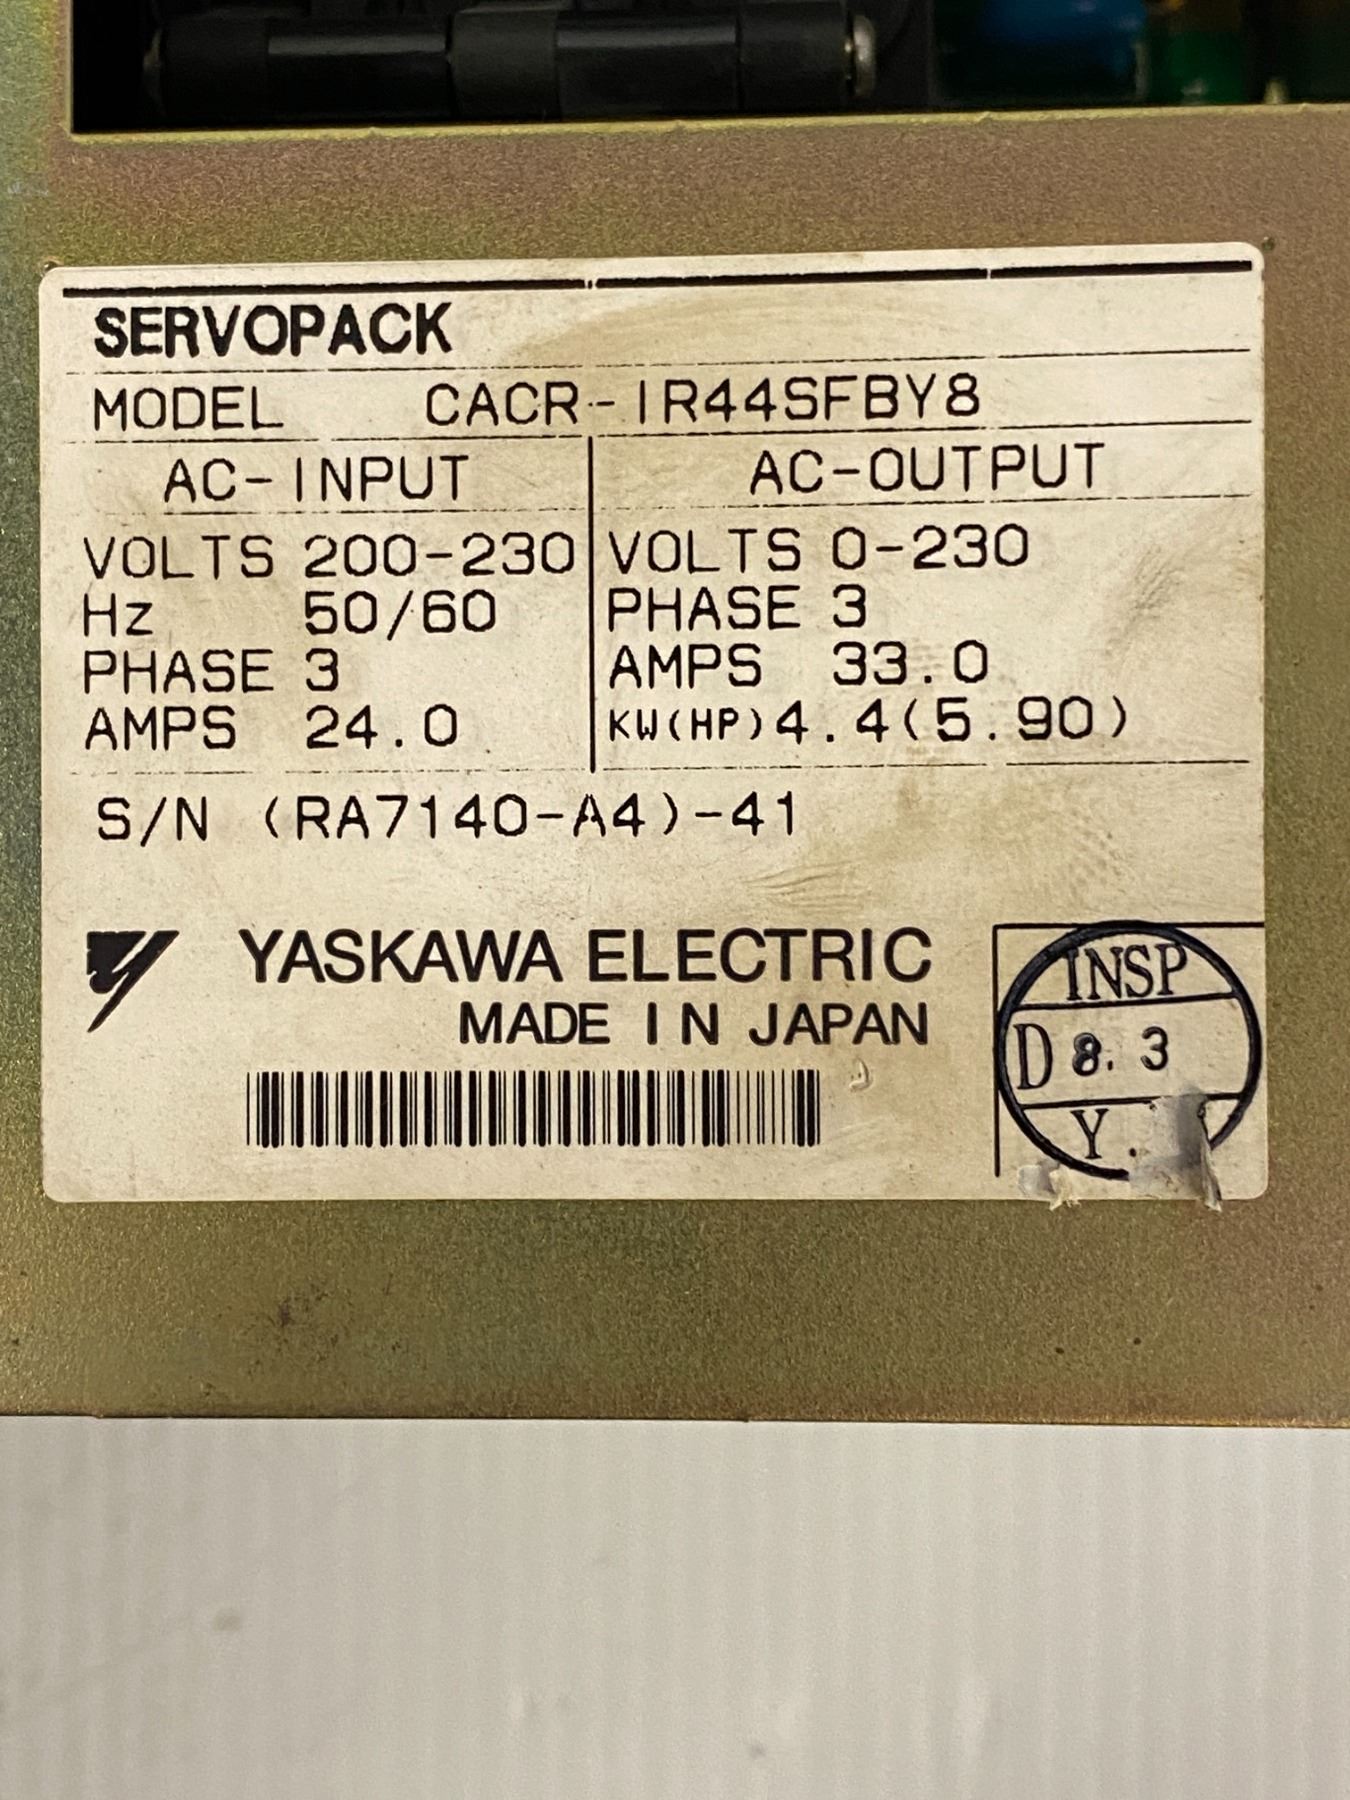 SERVOPACK
MODEL CACR-IR44SFBY8
AC-INPUT AC-OUTPUT
VOLTS 200-230 VOLTS 0-230
Hz 50/60 PHASE 3
PHASE 3 AMPS 33.0
AMPS 24.0 KW(HP)4.4(5.90)
S/N (RA7140-A4)-41
YASKAWA ELECTRIC
MADE IN JAPAN
INSP
D 8. 3
Y.